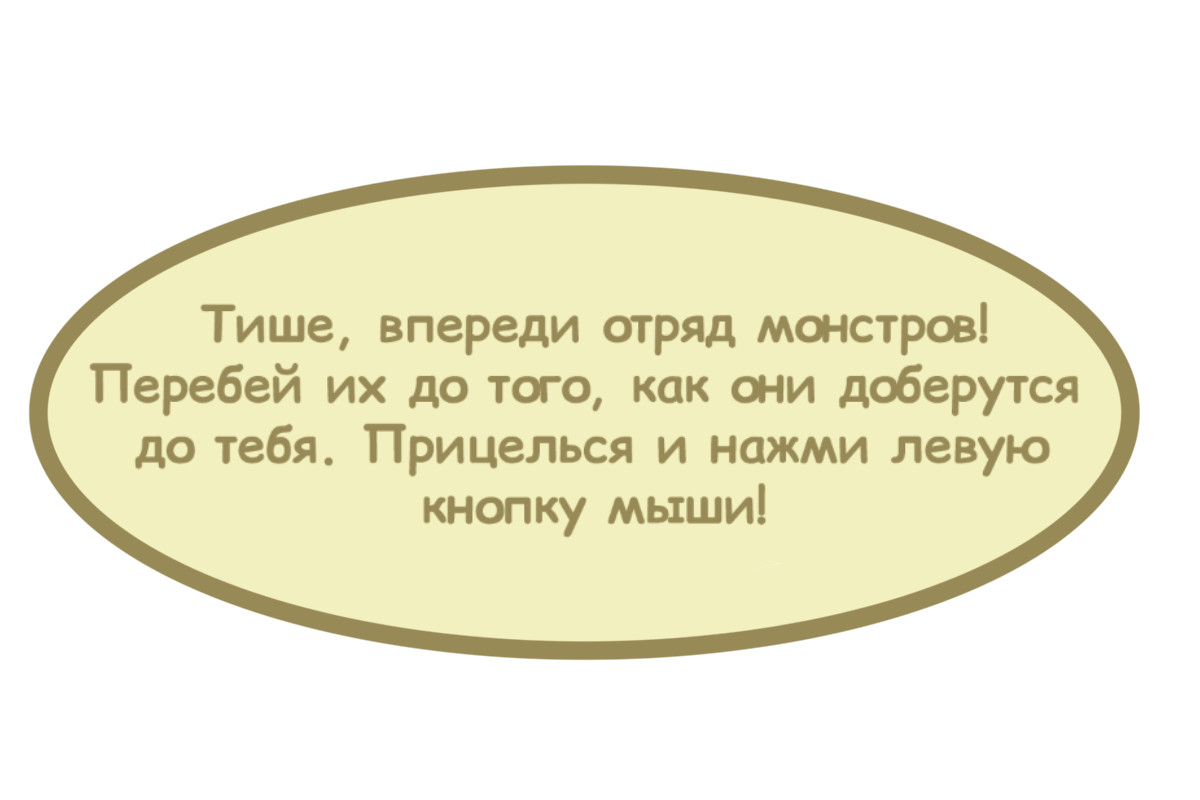 Тише, впереди отряд монстров!
Перебей их до того, как они доберутся
до тебя. Прицелься и нажми левую
кнопку мыши!